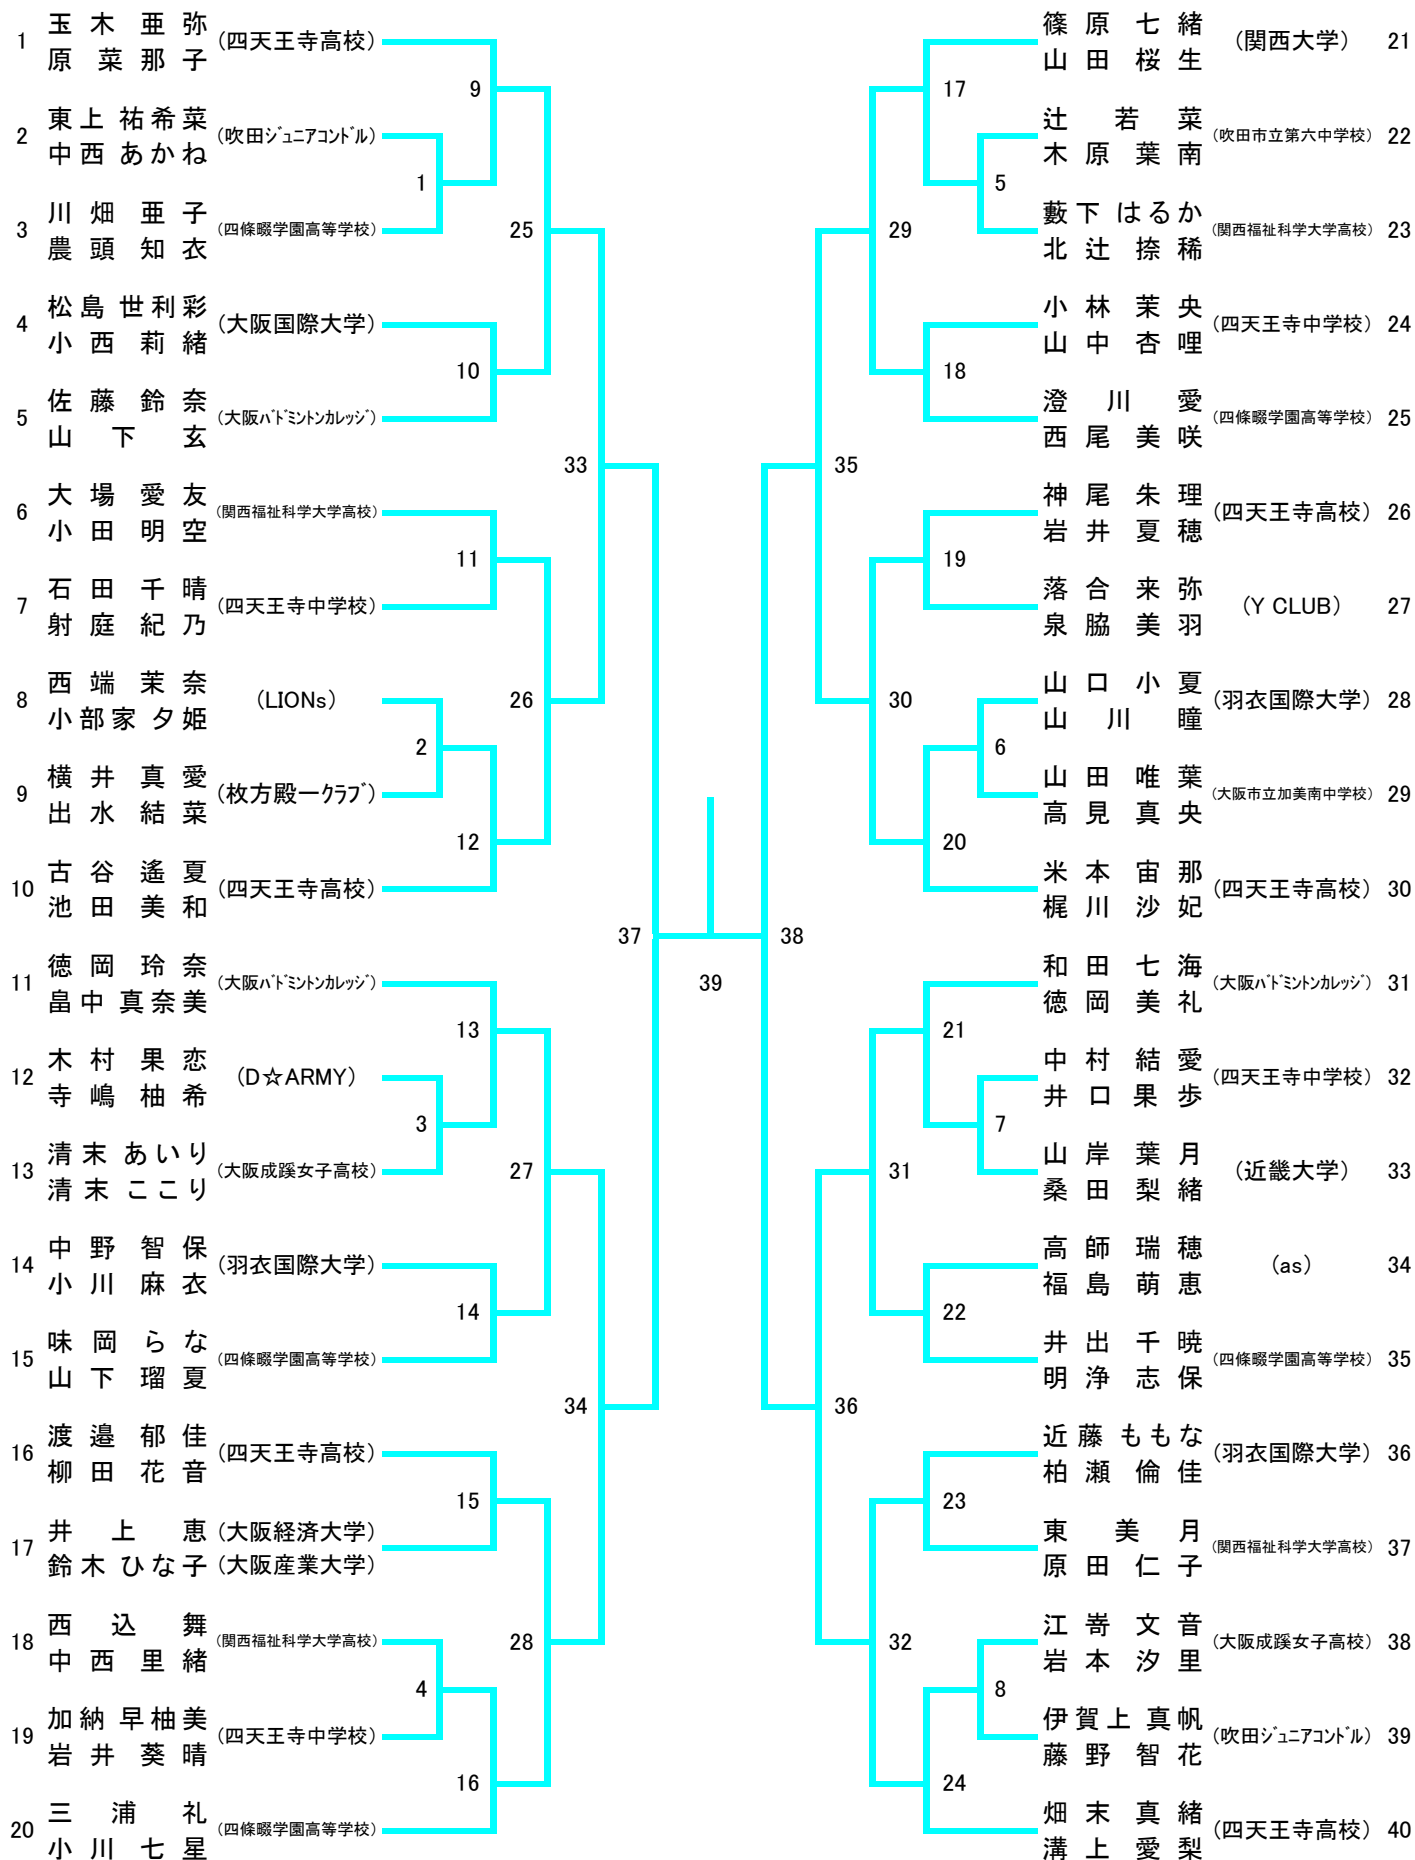 1 玉木亜弥 (四天王寺高校)
原菜那子
2 東上祐希菜 (吹田ｼﾞｭﾆｱｺﾝﾄﾞﾙ)
中西あかね
3 川畑亜子 (四條畷学園高等学校)
農頭知衣
4 松島世利彩 (大阪国際大学)
小西莉緒
5 佐藤鈴奈 (大阪ﾊﾞﾄﾞﾐﾝﾄﾝｶﾚｯｼﾞ)
山下玄
6 大場愛友 (関西福祉科学大学高校)
小田明空
7 石田千晴 (四天王寺中学校)
射庭紀乃
8 西端茉奈 (LIONs)
小部家夕姫
9 横井真愛 (枚方殿一ｸﾗﾌﾞ)
出水結菜
10 古谷遙夏 (四天王寺高校)
池田美和
11 徳岡玲奈 (大阪ﾊﾞﾄﾞﾐﾝﾄﾝｶﾚｯｼﾞ)
畠中真奈美
12 木村果恋 (D☆ARMY)
寺嶋柚希
13 清末あいり (大阪成蹊女子高校)
清末ここり
14 中野智保 (羽衣国際大学)
小川麻衣
15 味岡らな (四條畷学園高等学校)
山下瑠夏
16 渡邉郁佳 (四天王寺高校)
柳田花音
17 井上恵 (大阪経済大学)
鈴木ひな子 (大阪産業大学)
18 西込舞 (関西福祉科学大学高校)
中西里緒
19 加納早柚美 (四天王寺中学校)
岩井葵晴
20 三浦礼 (四條畷学園高等学校)
小川七星
9
1
25
10
33
11
26
2
12
37
13
3
27
14
34
15
28
4
16
39
38
17
5
29
18
35
19
30
6
20
21
7
31
22
36
23
32
8
24
篠原七緒 (関西大学) 21
山田桜生
辻若菜 (吹田市立第六中学校) 22
木原葉南
藪下はるか (関西福祉科学大学高校) 23
北辻捺稀
小林茉央 (四天王寺中学校) 24
山中杏哩
澄川愛 (四條畷学園高等学校) 25
西尾美咲
神尾朱理 (四天王寺高校) 26
岩井夏穂
落合来弥 (Y CLUB) 27
泉脇美羽
山口小夏 (羽衣国際大学) 28
山川瞳
山田唯葉 (大阪市立加美南中学校) 29
高見真央
米本宙那 (四天王寺高校) 30
梶川沙妃
和田七海 (大阪ﾊﾞﾄﾞﾐﾝﾄﾝｶﾚｯｼﾞ) 31
徳岡美礼
中村結愛 (四天王寺中学校) 32
井口果歩
山岸葉月 (近畿大学) 33
桑田梨緒
高師瑞穂 (as) 34
福島萌恵
井出千暁 (四條畷学園高等学校) 35
明浄志保
近藤ももな (羽衣国際大学) 36
柏瀬倫佳
東美月 (関西福祉科学大学高校) 37
原田仁子
江嵜文音 (大阪成蹊女子高校) 38
岩本汐里
伊賀上真帆 (吹田ｼﾞｭﾆｱｺﾝﾄﾞﾙ) 39
藤野智花
畑末真緒 (四天王寺高校) 40
溝上愛梨